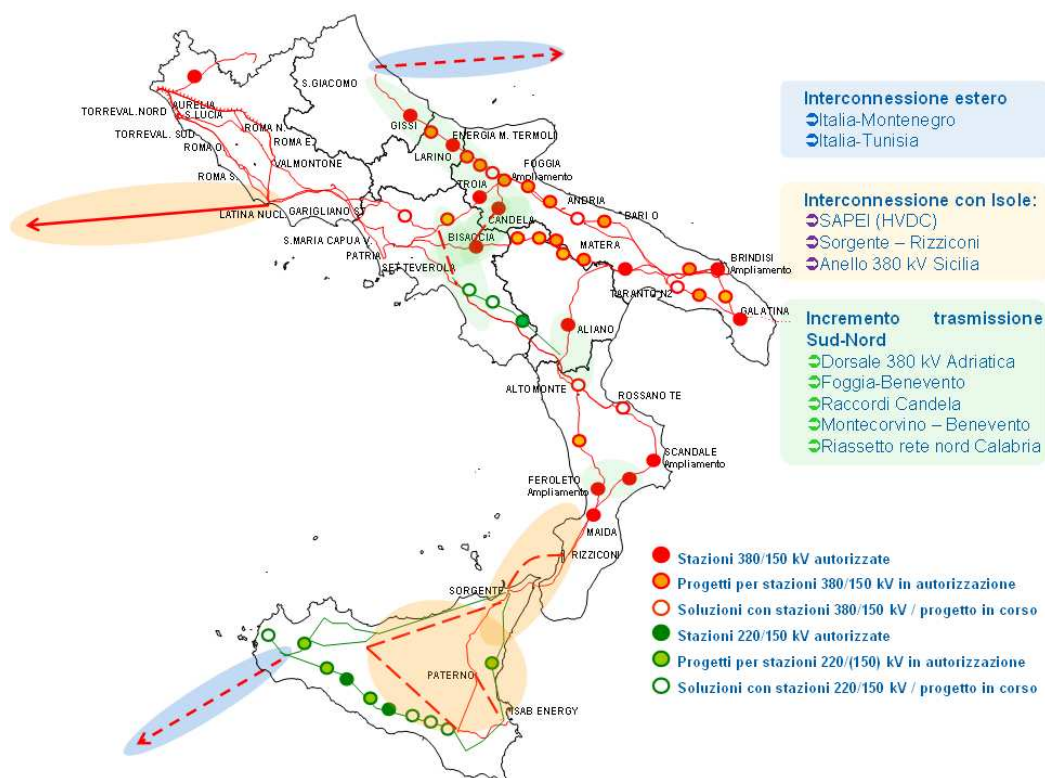 S.GIACOMO
AURELIA
TORREVAL.NORD
S.LUCIA
TORREVAL. SUD
ROMA N.
ROMA O.
ROMA E.
VALMONTONE
ROMA S.
LATINA NUCL.
GARIGLIANO ST
S.MARIA CAPUA V.
PATRIA
SETTEVEROLA
GISSI
ENERGIA M. TERMOLI
LARINO
FOGGIA
Ampliamento
TROIA
ANDRIA
CANDELA
BARI O
BISACCIA
MATERA
BRINDISI
Ampliamento
TARANTO N2
GALATINA
ALIANO
ALTOMONTE
ROSSANO TE
SCANDALE
Ampliamento
FEROLETO
Ampliamento
MAIDA
RIZZICONI
SORGENTE
PATERNO
ISAB ENERGY
Interconnessione estero
Italia-Montenegro
Italia-Tunisia
Interconnessione con Isole:
SAPEI (HVDC)
Sorgente – Rizziconi
Anello 380 kV Sicilia
Incremento trasmissione
Sud-Nord
Dorsale 380 kV Adriatica
Foggia-Benevento
Raccordi Candela
Montecorvino – Benevento
Riassetto rete nord Calabria
Stazioni 380/150 kV autorizzate
Progetti per stazioni 380/150 kV in autorizzazione
Soluzioni con stazioni 380/150 kV / progetto in corso
Stazioni 220/150 kV autorizzate
Progetti per stazioni 220/(150) kV in autorizzazione
Soluzioni con stazioni 220/150 kV / progetto in corso